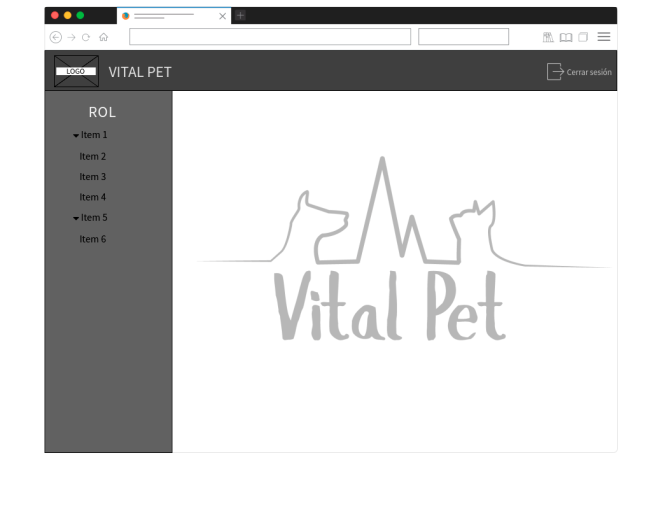 LOGO
VITAL PET
Cerrar sesión
ROL
Item 1
Item 2
Item 3
Item 4
Item 5
Item 6
Vital Pet